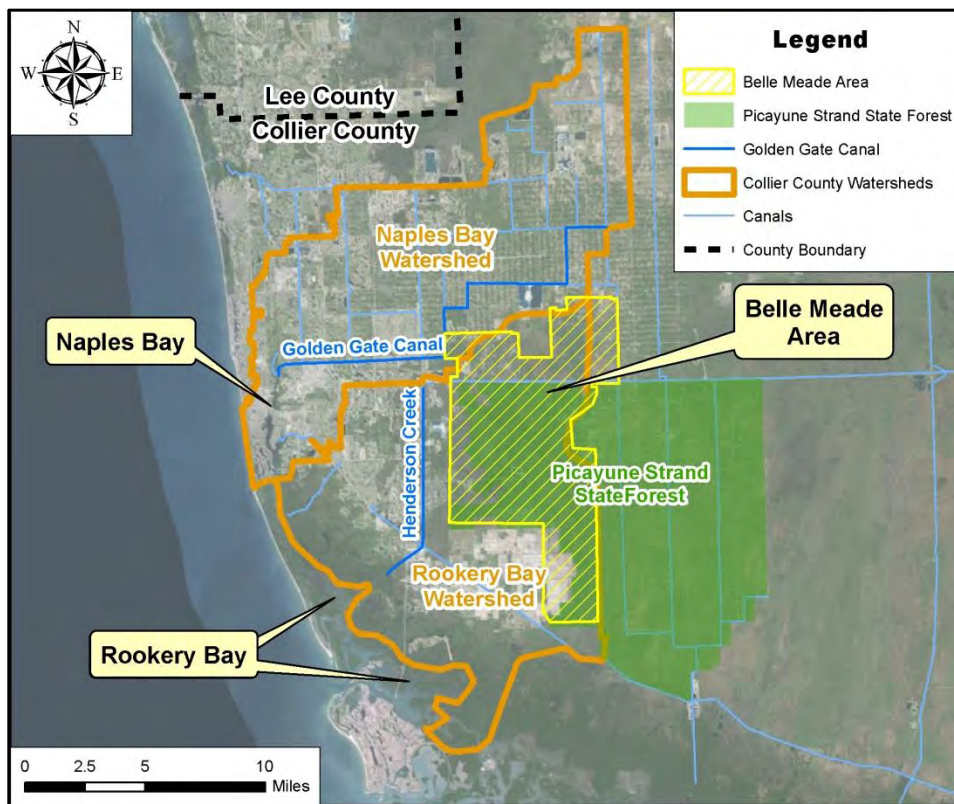 N
W E
S
Lee County
Collier County
Legend
Belle Meade Area
Picayune Strand State Forest
Golden Gate Canal
Collier County Watersheds
Canals
County Boundary
Naples Bay
Watershed
Belle Meade
Area
Naples Bay
Golden Gate Canal
Henderson Creek
Picayune Strand
StateForest
Rookery Bay
Watershed
Rookery Bay
0 2.5 5 10
Miles